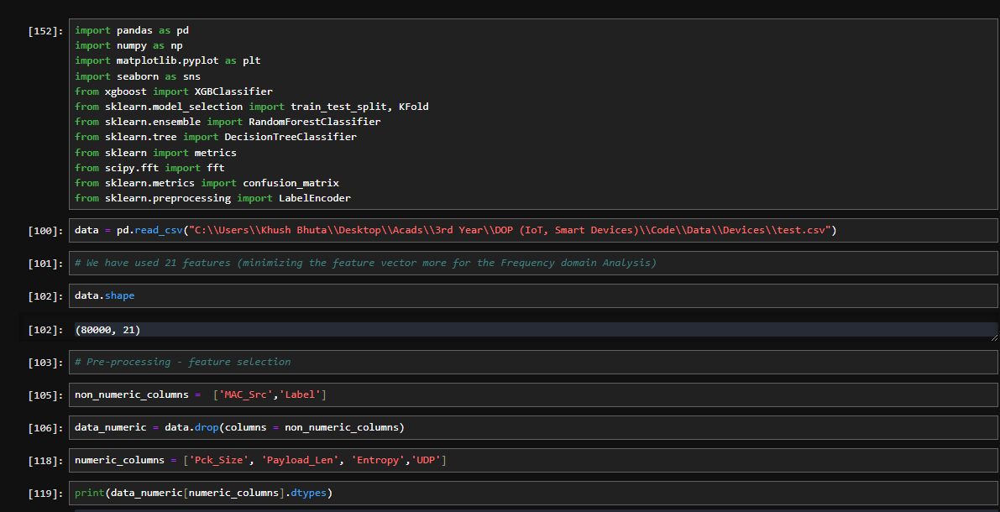 [152]: import pandas as pd
import numpy as np
import matplotlib.pyplot as plt
import seaborn as sns
from xgboost import XGBClassifier
from sklearn.model_selection import train_test_split, KFold
from sklearn.ensemble import RandomForestClassifier
from sklearn.tree import DecisionTreeClassifier
from sklearn import metrics
from scipy.fft import fft
from sklearn.metrics import confusion_matrix
from sklearn.preprocessing import LabelEncoder
[100]: data = pd.read_csv("C:\\Users\\Khush Bhuta\\Desktop\\Acads\\3rd Year\\DOP (IoT, Smart Devices)\\Code\\Data\\Devices\\test.csv")
[101]: # We have used 21 features (minimizing the feature vector more for the Frequency domain Analysis)
[102]: data.shape
[102]: (80000, 21)
[103]: # Pre-processing - feature selection
[105]: non_numeric_columns =  ['MAC_Src','Label']
[106]: data_numeric = data.drop(columns = non_numeric_columns)
[118]: numeric_columns = ['Pck_Size', 'Payload_Len', 'Entropy','UDP']
[119]: print(data_numeric[numeric_columns].dtypes)